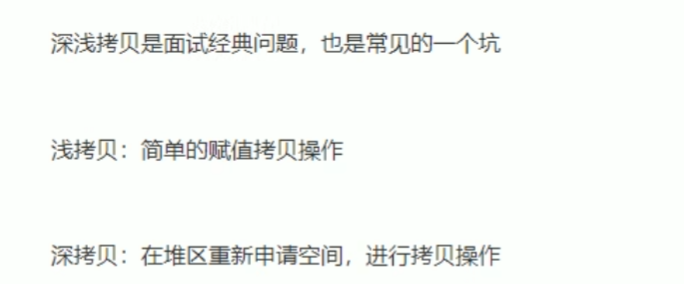 深浅拷贝是面试经典问题，也是常见的一个坑
浅拷贝：简单的赋值拷贝操作
深拷贝：在堆区重新申请空间，进行拷贝操作